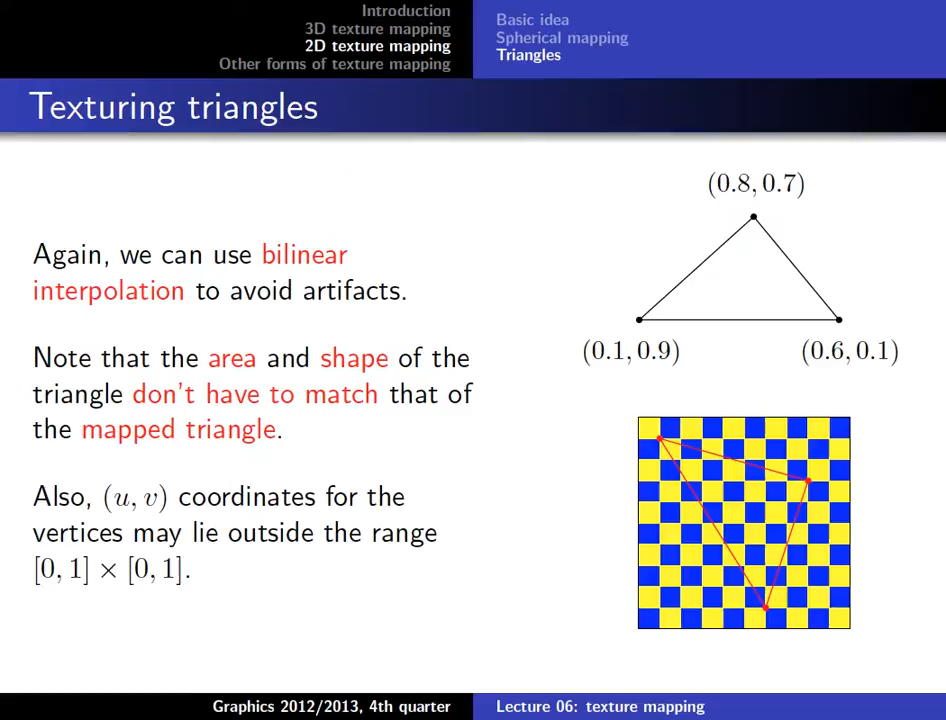 Introduction
3D texture mapping
2D texture mapping
Other forms of texture mapping
Basic idea
Spherical mapping
Triangles
Texturing triangles
Again, we can use bilinear
interpolation to avoid artifacts.
Note that the area and shape of the
triangle don't have to match that of
the mapped triangle.
Also, (u, v) coordinates for the
vertices may lie outside the range
[0, 1] × [0, 1].
(0.8, 0.7)
(0.1, 0.9)
(0.6, 0.1)
Graphics 2012/2013, 4th quarter
Lecture 06: texture mapping